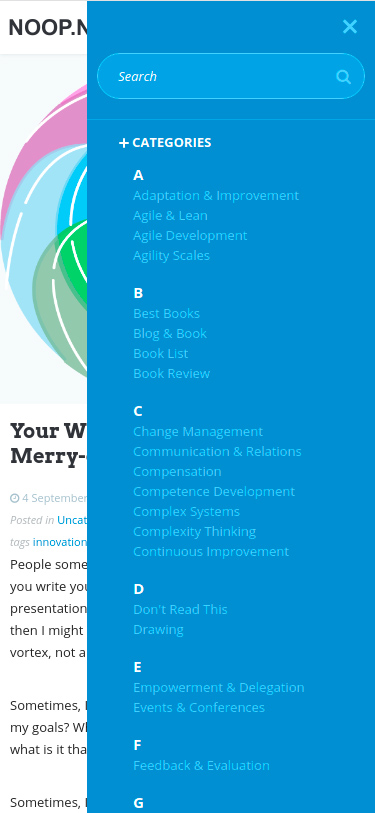 NOOP.N
Search
+ CATEGORIES
A
Adaptation & Improvement
Agile & Lean
Agile Development
Agility Scales
B
Best Books
Blog & Book
Book List
Book Review
C
Change Management
Communication & Relations
Compensation
Competence Development
Complex Systems
Complexity Thinking
Continuous Improvement
D
Don't Read This
Drawing
E
Empowerment & Delegation
Events & Conferences
F
Feedback & Evaluation
G
Your W
Merry-
4 September
Posted in Uncat
tags innovation
People some
you write you
presentation
then I might
vortex, not a
Sometimes, I
my goals? Wh
what is it tha
Sometimes, I